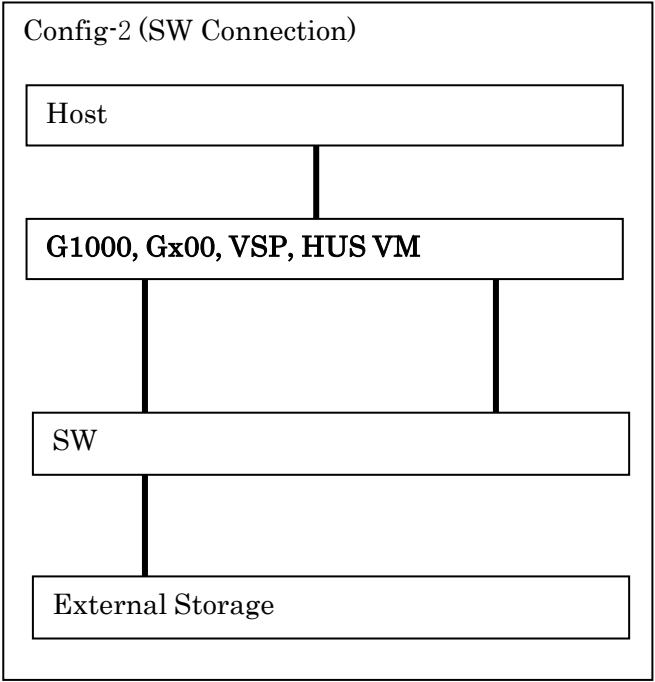 Config-2 (SW Connection)
Host
G1000, Gx00, VSP, HUS VM
SW
External Storage